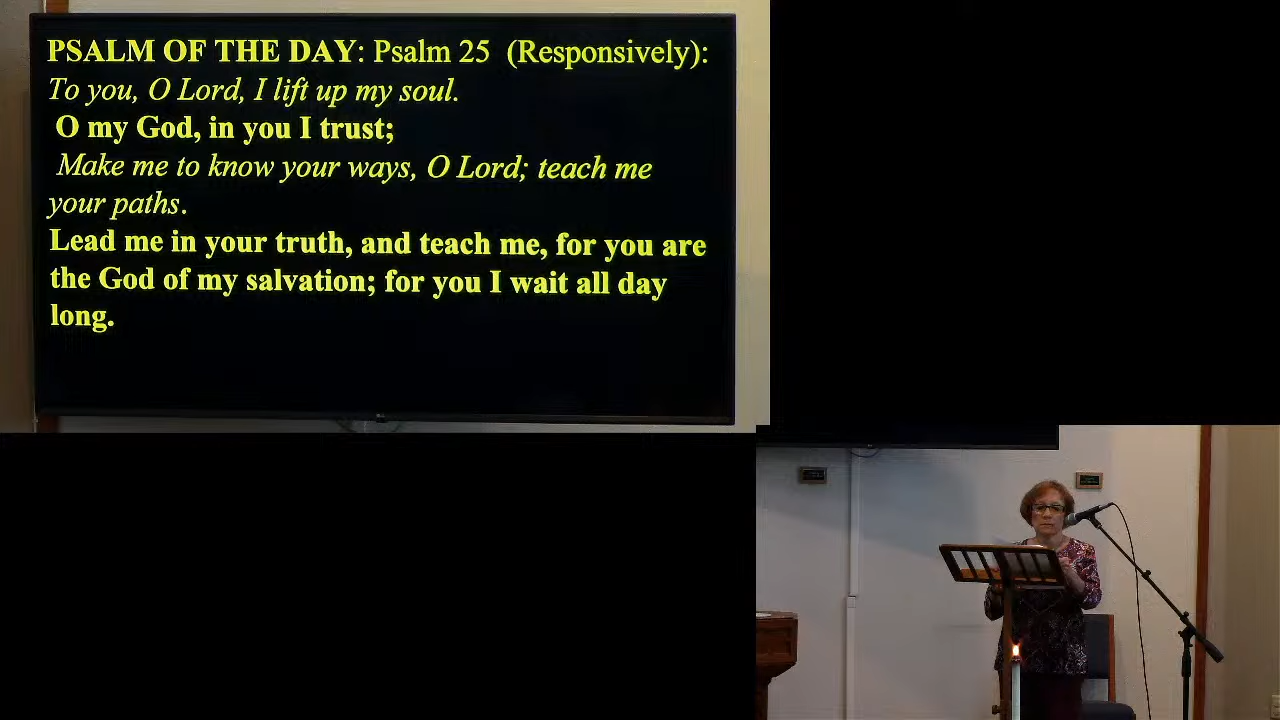 PSALM OF THE DAY: Psalm 25 (Responsively):
To you, O Lord, I lift up my soul.
O my God, in you I trust;
Make me to know your ways, O Lord; teach me
your paths.
Lead me in your truth, and teach me, for you are
the God of my salvation; for you I wait all day
long.